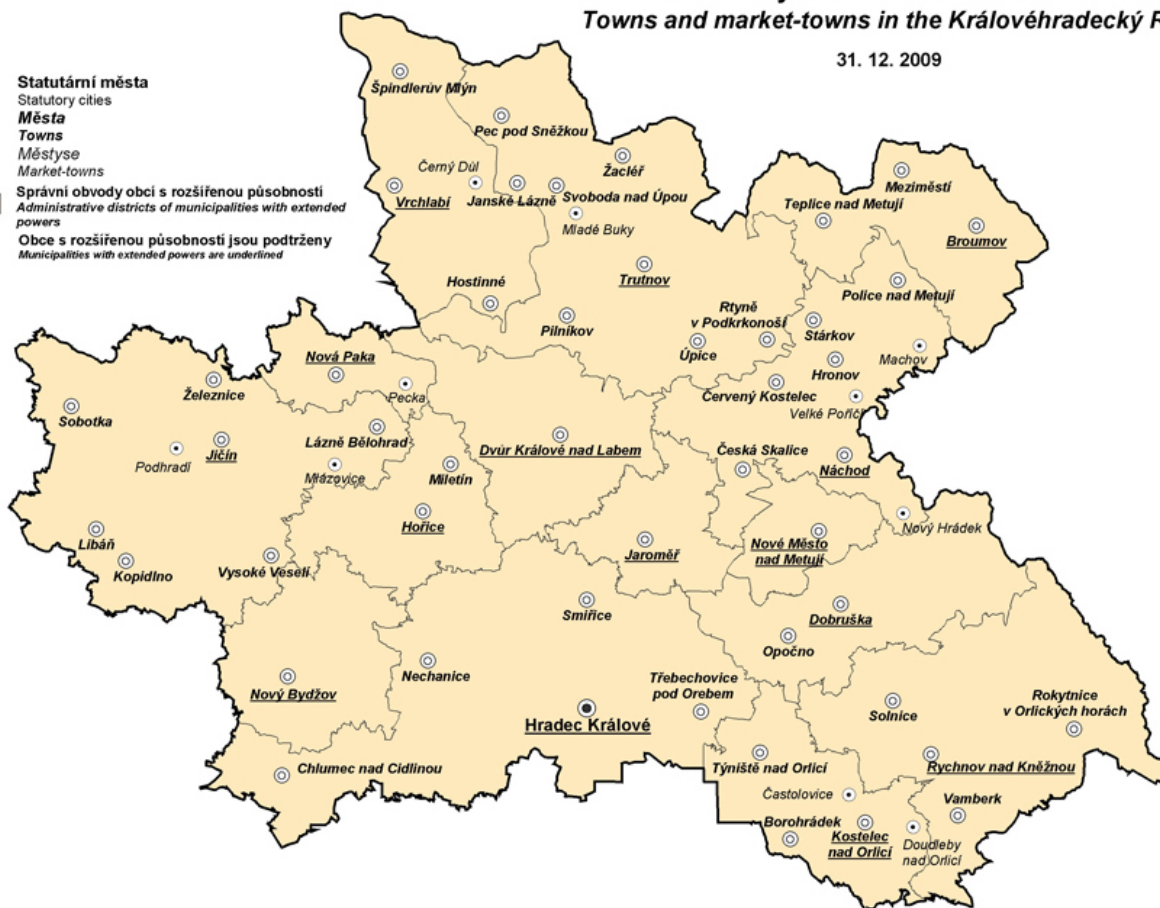 Towns and market-towns in the Královéhradecký R
31. 12. 2009
Statutární města
Statutory cities
Města
Towns
Městyse
Market-towns
Správní obvody obcí s rozšířenou působností
Administrative districts of municipalities with extended
powers
Obce s rozšířenou působností jsou podtrženy
Municipalities with extended powers are underlined
Špindlerův Mlýn
Pec pod Sněžkou
Žacléř
Černý Důl
Vrchlabí
Janské Lázně
Svoboda nad Úpou
Mladé Buky
Meziměstí
Teplice nad Metují
Broumov
Trutnov
Hostinné
Police nad Metují
Pilníkov
Rtyně
v Podkrkonoší
Stárkov
Úpice
Machov
Hronov
Nová Paka
Železnice
Pecka
Červený Kostelec
Velké Poříčí
Sobotka
Lázně Bělohrad
Jičín
Podhradí
Dvůr Králové nad Labem
Česká Skalice
Náchod
Mlázovice
Miletín
Hořice
Nový Hrádek
Libáň
Jaroměř
Nové Město
nad Metují
Kopidlno
Vysoké Veselí
Smiřice
Dobruška
Opočno
Nechanice
Třebechovice
pod Orebem
Nový Bydžov
Rokytnice
v Orlických horách
Solnice
Hradec Králové
Chlumec nad Cidlinou
Týniště nad Orlicí
Rychnov nad Kněžnou
Častolovice
Vamberk
Borohrádek
Kostelec
nad Orlicí
Doudleby
nad Orlicí